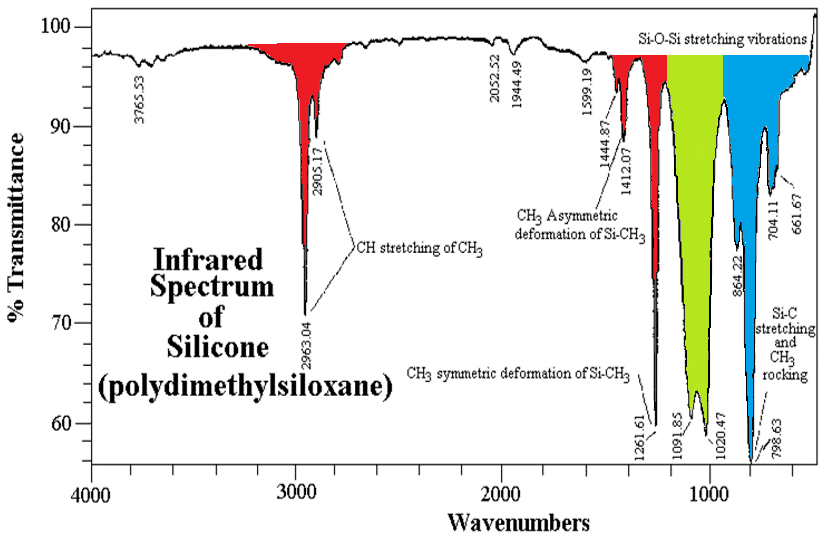 Si-O-Si stretching vibrations
100
90
80
70
60
% Transmittance
3765.53
2963.04
2905.17
CH stretching of CH3
2052.52
1944.49
1599.19
1444.87
1412.07
CH3 Asymmetric
deformation of Si-CH3
CH3 symmetric deformation of Si-CH3
1261.61
1091.85
1020.47
864.22
798.63
704.11
661.67
Si-C
stretching
and
CH3
rocking
Infrared
Spectrum
of
Silicone
(polydimethylsiloxane)
4000
3000
2000
1000
Wavenumbers